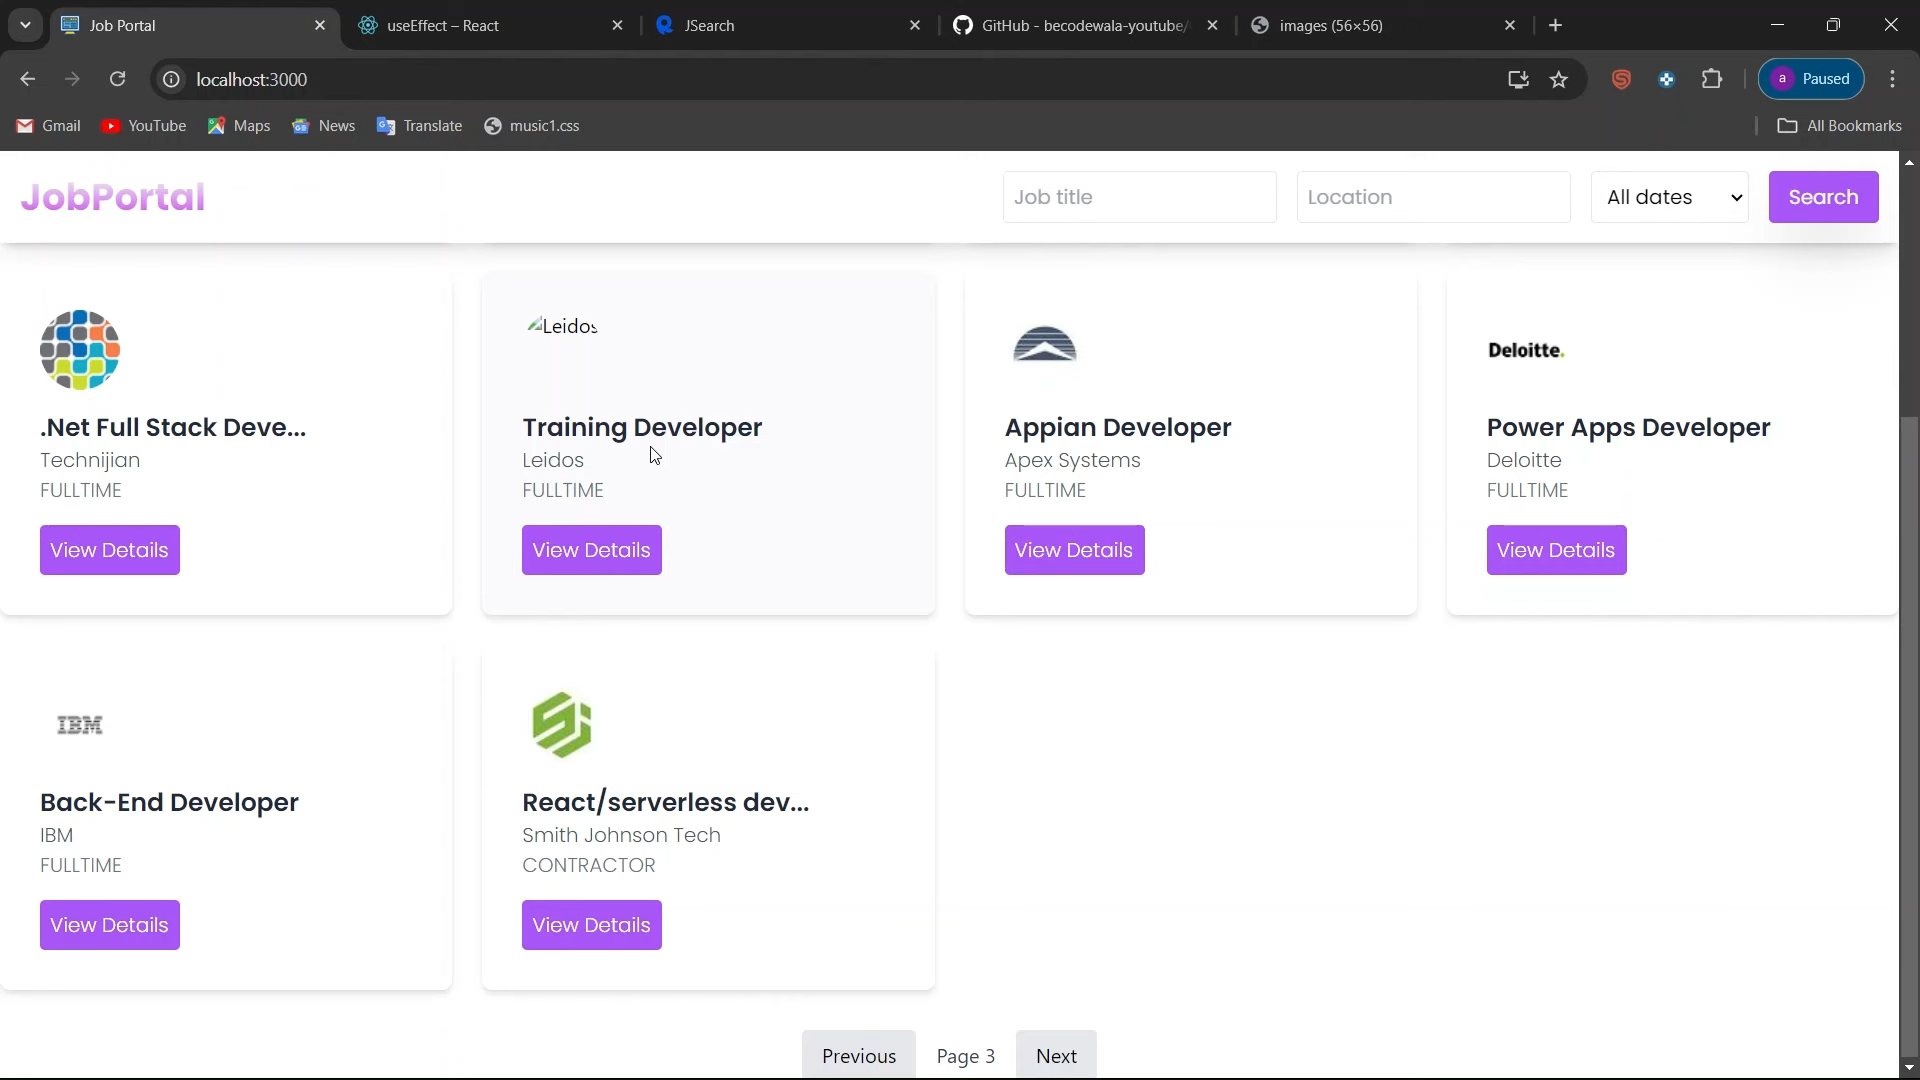 Job Portal
useEffect – React
JSearch
GitHub - becodewala-youtube/
images (56×56)
localhost:3000
a Paused
Gmail
YouTube
Maps
News
Translate
music1.css
All Bookmarks
JobPortal
Job title
Location
All dates
Search
Leidos
Deloitte.
.Net Full Stack Deve...
Technijian
FULLTIME
View Details
Training Developer
Leidos
FULLTIME
View Details
Appian Developer
Apex Systems
FULLTIME
View Details
Power Apps Developer
Deloitte
FULLTIME
View Details
IBM
Back-End Developer
IBM
FULLTIME
View Details
React/serverless dev...
Smith Johnson Tech
CONTRACTOR
View Details
Previous
Page 3
Next